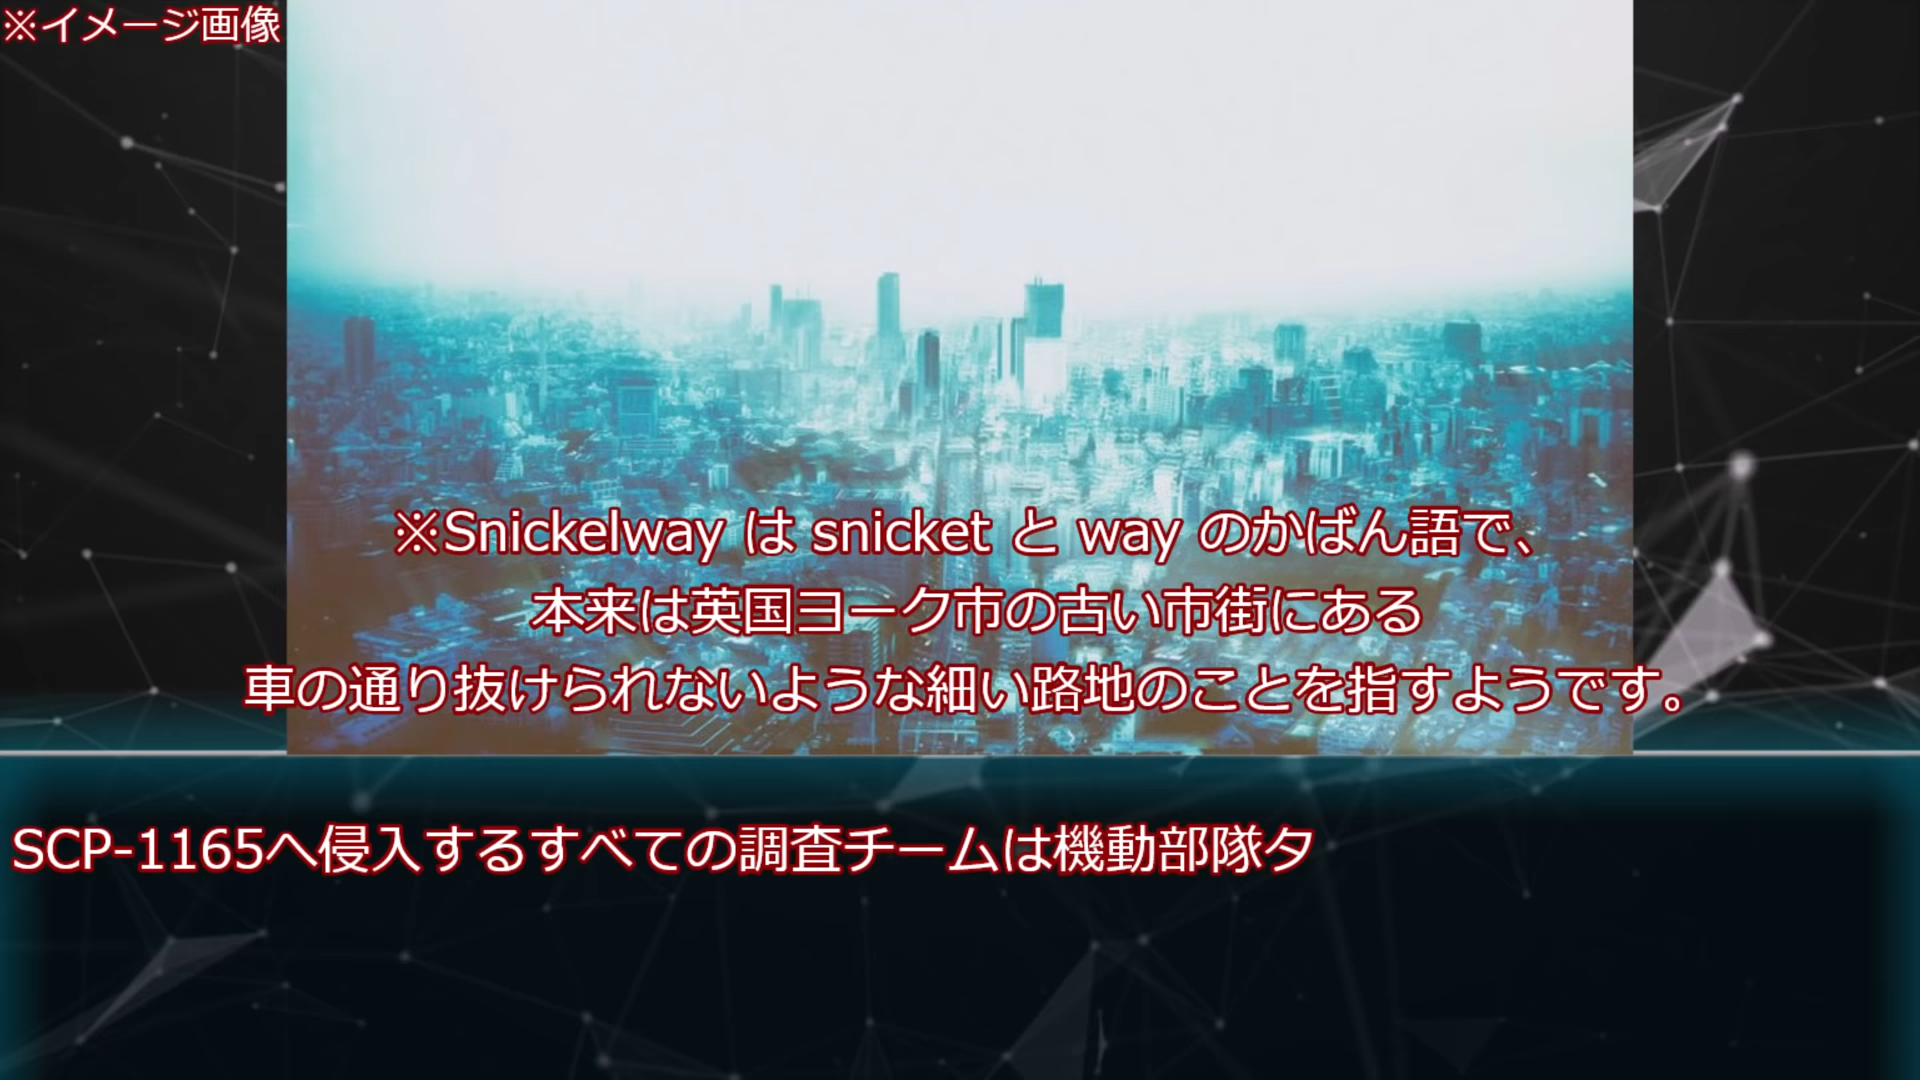 ※イメージ画像
※Snickelway は snicket と way のかばん語で、
本来は英国ヨーク市の古い市街にある
車の通り抜けられないような細い路地のことを指すようです。
SCP-1165へ侵入するすべての調査チームは機動部隊タ